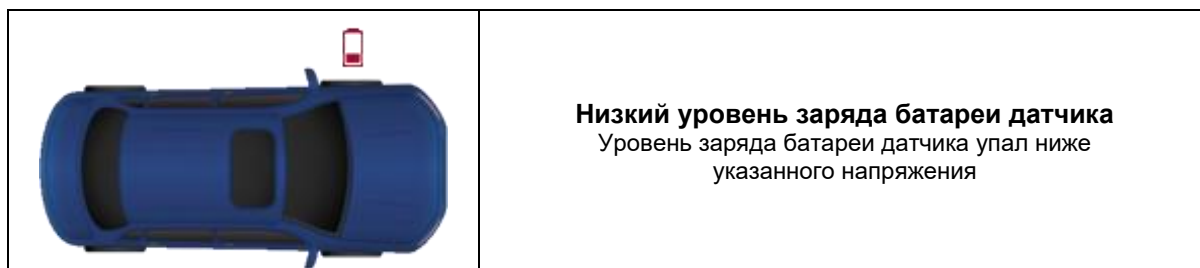 Низкий уровень заряда батареи датчика
Уровень заряда батареи датчика упал ниже
указанного напряжения